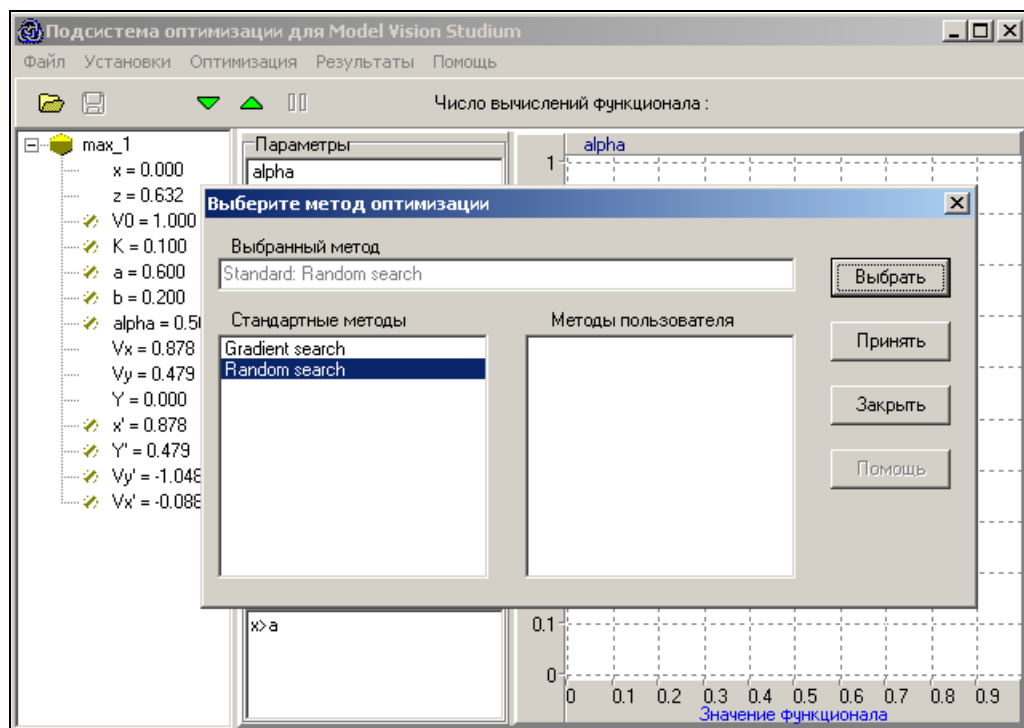 Подсистема оптимизации для Model Vision Studium
Файл Установки Оптимизация Результаты Помощь
Число вычислений функционала :
max_1
x = 0.000
z = 0.632
V0 = 1.000
K = 0.100
a = 0.600
b = 0.200
alpha = 0.5
Vx = 0.878
Vy = 0.479
Y = 0.000
x' = 0.878
Y' = 0.479
Vy' = -1.048
Vx' = -0.088
Параметры
alpha
x>a
alpha
1
0.1
0
0 0.1 0.2 0.3 0.4 0.5 0.6 0.7 0.8 0.9
Значение функционала
Выберите метод оптимизации
Выбранный метод
Standard: Random search
Стандартные методы
Gradient search
Random search
Методы пользователя
Выбрать
Принять
Закрыть
Помощь